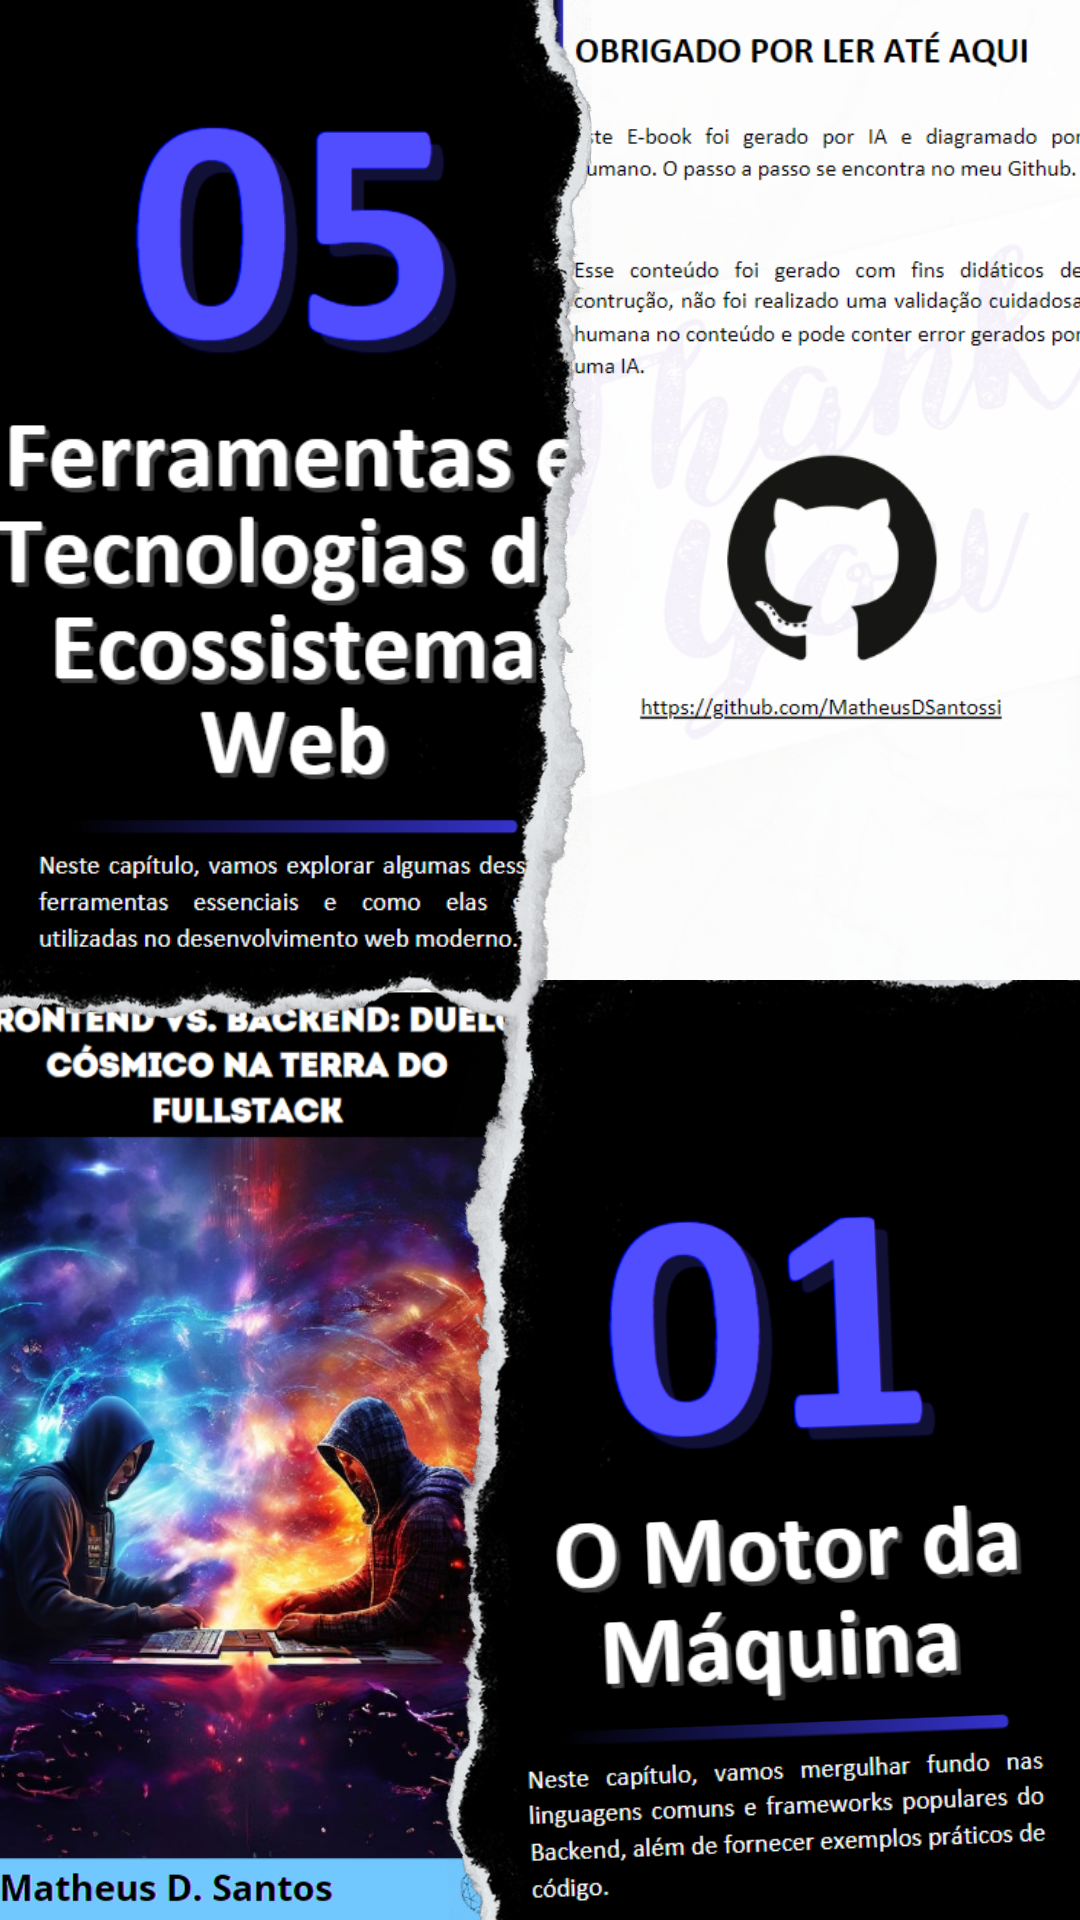 05
Ferramentas e
Tecnologias
Ecossistema
Web
Neste capítulo, vamos explorar algumas
ferramentas essenciais e como elas
utilizadas no desenvolvimento web moderno.
OBRIGADO POR LER ATÉ AQUI
E-book foi gerado por IA e diagramado por
O passo a passo se encontra no meu Github.
Esse conteúdo foi gerado com fins didáticos de
contrução, não foi realizado uma validação cuidadosa
humana no conteúdo e pode conter error gerados por
uma IA.
Thank
you
https://github.com/MatheusDSantossi
VS. BACKEND: DUELO
CÓSMICO NA TERRA DO
FULLSTACK
Matheus D. Santos
01
O Motor da
Máquina
Neste capítulo, vamos mergulhar fundo nas
linguagens comuns e frameworks populares do
Backend, além de fornecer exemplos práticos de
código.